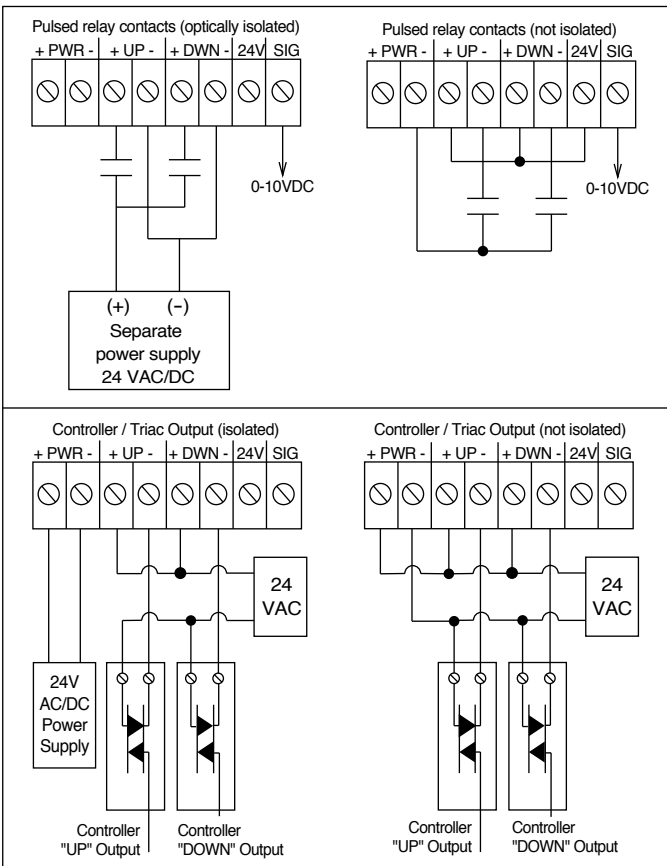 Pulsed relay contacts (optically isolated)
+ PWR - + UP - + DWN - 24V SIG
0-10VDC
(+) (-)
Separate
power supply
24 VAC/DC
Pulsed relay contacts (not isolated)
+ PWR - + UP - + DWN - 24V SIG
0-10VDC
Controller / Triac Output (isolated)
+ PWR - + UP - + DWN - 24V SIG
24
VAC
24V
AC/DC
Power
Supply
Controller
"UP" Output
Controller
"DOWN" Output
Controller / Triac Output (not isolated)
+ PWR - + UP - + DWN - 24V SIG
24
VAC
Controller
"UP" Output
Controller
"DOWN" Output